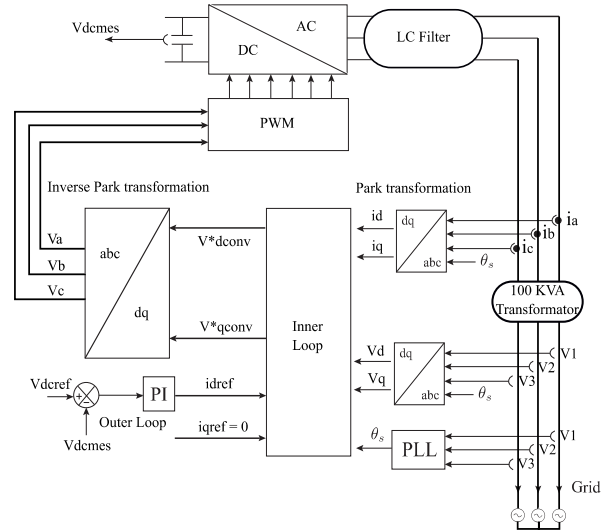 Vdcmes
AC
DC
LC Filter
PWM
Inverse Park transformation
Park transformation
Va
Vb
Vc
abc
dq
V*dconv
V*qconv
Inner
Loop
id
iq
dq
abc
θs
ia
ib
ic
100 KVA
Transformator
Vd
Vq
dq
abc
θs
V1
V2
V3
Vdcref
+
−
Vdcmes
PI
Outer Loop
idref
iqref = 0
θs
PLL
V1
V2
V3
Grid